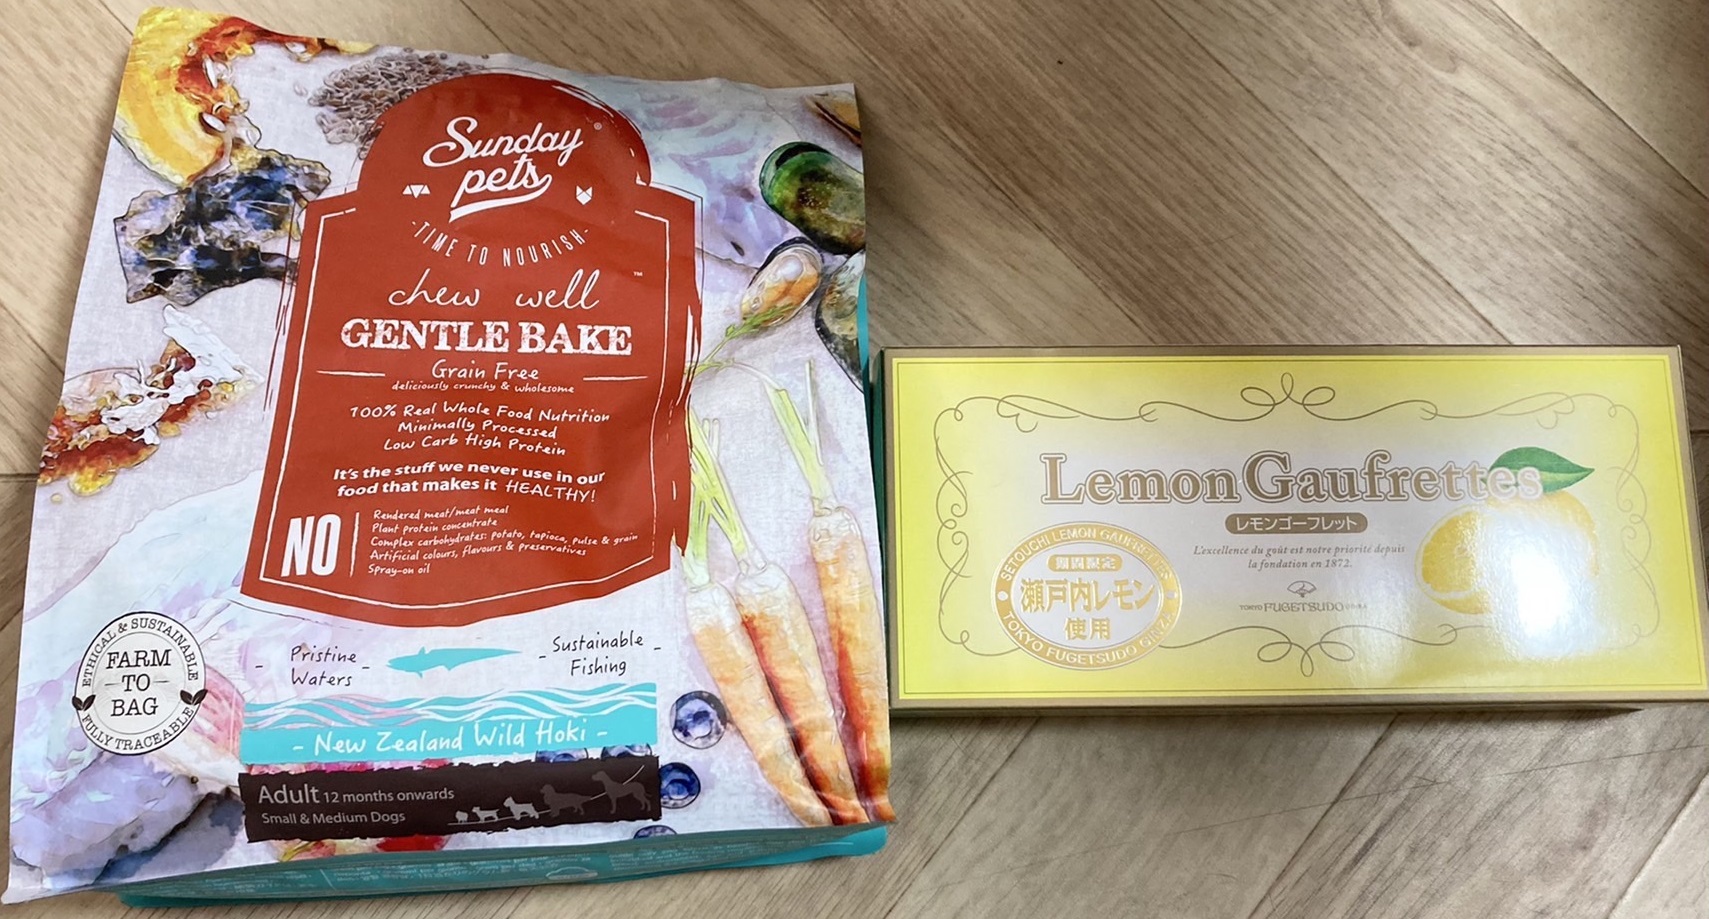 Sunday
pets
®
TIME TO NOURISH
chew well
™
GENTLE BAKE
Grain Free
deliciously crunchy & wholesome
100% Real Whole Food Nutrition
Minimally Processed
Low Carb High Protein
It's the stuff we never use in our
food that makes it HEALTHY!
NO
Rendered meat/meat meal
Plant protein concentrate
Complex carbohydrates: potato, tapioca, pulse & grain
Artificial colours, flavours & preservatives
Spray-on oil
ETHICAL & SUSTAINABLE
FARM
TO
BAG
FULLY TRACEABLE
Pristine
Waters
Sustainable
Fishing
- New Zealand Wild Hoki -
Adult 12 months onwards
Small & Medium Dogs
Lemon Gaufrettes
レモンゴーフレット
L'excellence du goût est notre priorité depuis
la fondation en 1872.
TOKYO FUGETSUDO GINZA
SETOUCHI LEMON GAUFRETTES
期間限定
瀬戸内レモン
使用
TOKYO FUGETSUDO GINZA